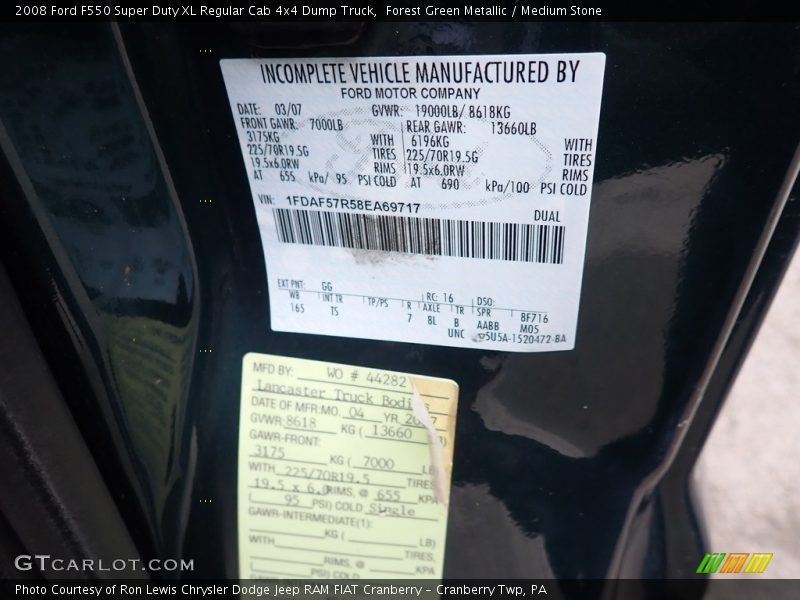 2008 Ford F550 Super Duty XL Regular Cab 4x4 Dump Truck,  Forest Green Metallic / Medium Stone
INCOMPLETE VEHICLE MANUFACTURED BY
FORD MOTOR COMPANY
DATE: 03/07 GVWR: 19000LB/ 8618KG
FRONT GAWR: 7000LB REAR GAWR: 13660LB
3175KG WITH 6196KG WITH
225/70R19.5G TIRES 225/70R19.5G TIRES
19.5x6.0RW RIMS 19.5x6.0RW RIMS
AT 655 kPa/ 95 PSI COLD AT 690 kPa/100 PSI COLD
VIN: 1FDAF57R58EA69717 DUAL
EXT PNT: GG RC: 16 DSO:
WB INT TR TP/PS R AXLE TR SPR 8F716
165 TS 7 8L B AABB M05
UNC 5U5A-1520472-BA
MFD BY: WO # 44282
Lancaster Truck Bodies
DATE OF MFR: MO. 04 YR. 2007
GVWR: 8618 KG ( 13660
GAWR-FRONT:
3175 KG ( 7000 LB)
WITH 225/70R19.5 TIRES,
19.5 x 6.0 RIMS, @ 655 KPA
( 95 PSI) COLD Single
GAWR-INTERMEDIATE(1):
KG ( LB)
WITH TIRES,
RIMS, @ KPA
( PSI) COLD
GTCARLOT.COM
Photo Courtesy of Ron Lewis Chrysler Dodge Jeep RAM FIAT Cranberry – Cranberry Twp, PA